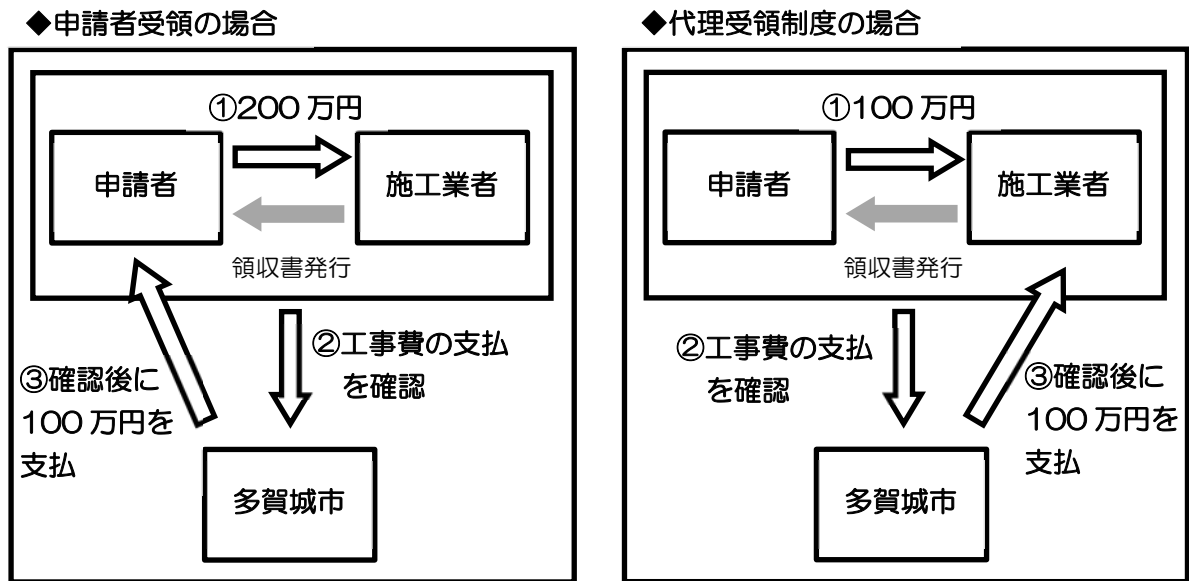 ◆申請者受領の場合
①200 万円
申請者
施工業者
領収書発行
②工事費の支払
を確認
③確認後に
100 万円を
支払
多賀城市
◆代理受領制度の場合
①100 万円
申請者
施工業者
領収書発行
②工事費の支払
を確認
③確認後に
100 万円を
支払
多賀城市